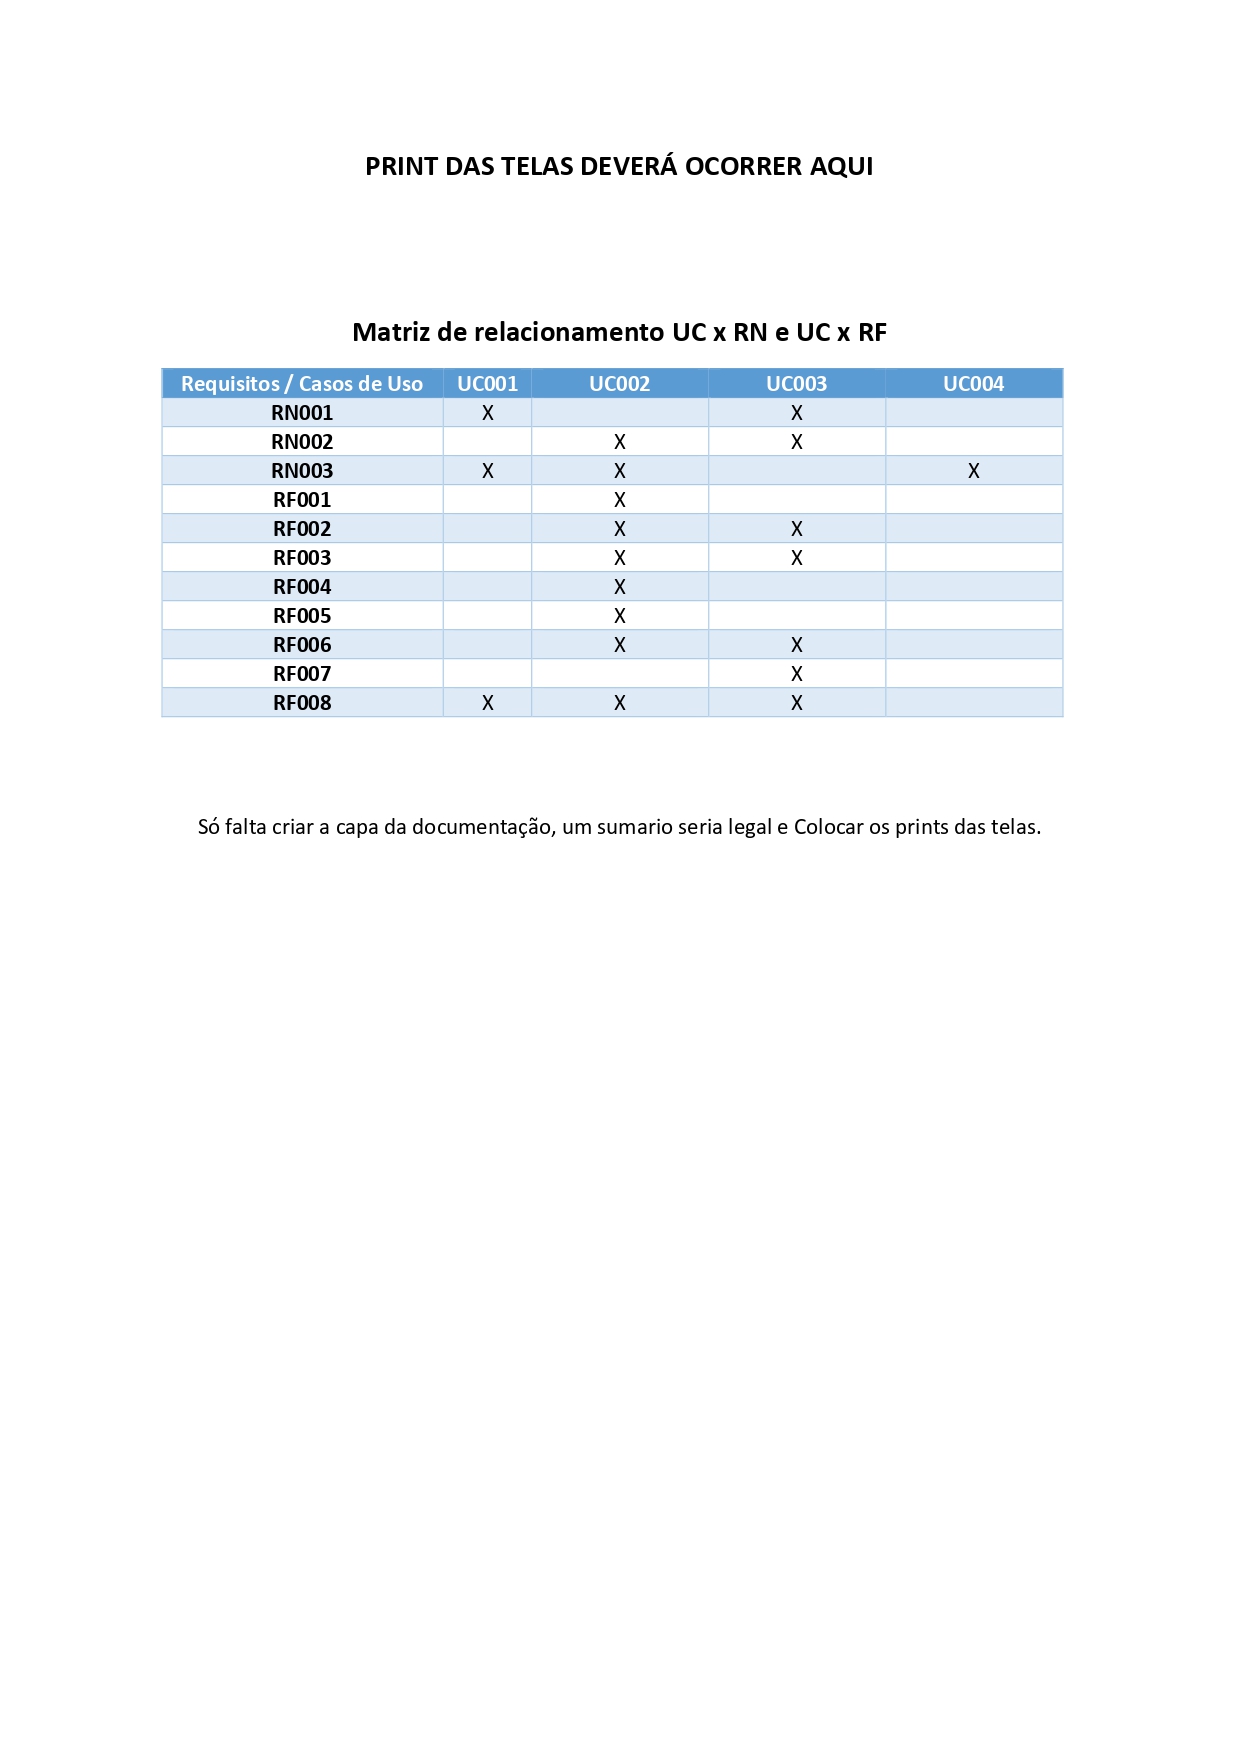 PRINT DAS TELAS DEVERÁ OCORRER AQUI
Matriz de relacionamento UC x RN e UC x RF
Requisitos / Casos de Uso UC001 UC002 UC003 UC004
RN001 X X
RN002 X X
RN003 X X X
RF001 X
RF002 X X
RF003 X X
RF004 X
RF005 X
RF006 X X
RF007 X
RF008 X X X
Só falta criar a capa da documentação, um sumario seria legal e Colocar os prints das telas.